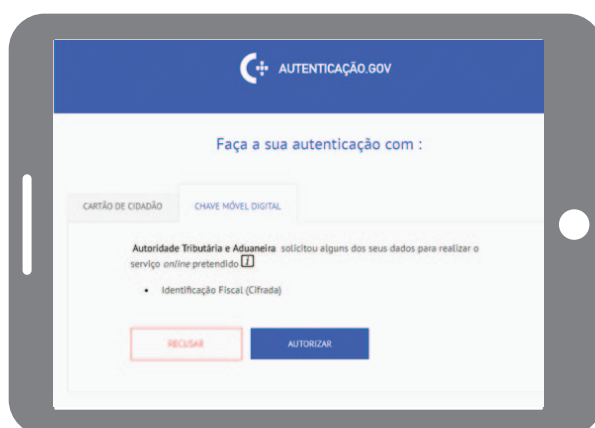 AUTENTICAÇÃO.GOV
Faça a sua autenticação com :
CARTÃO DE CIDADÃO
CHAVE MÓVEL DIGITAL
Autoridade Tributária e Aduaneira solicitou alguns dos seus dados para realizar o
serviço online pretendido i
• Identificação Fiscal (Cifrada)
RECUSAR
AUTORIZAR